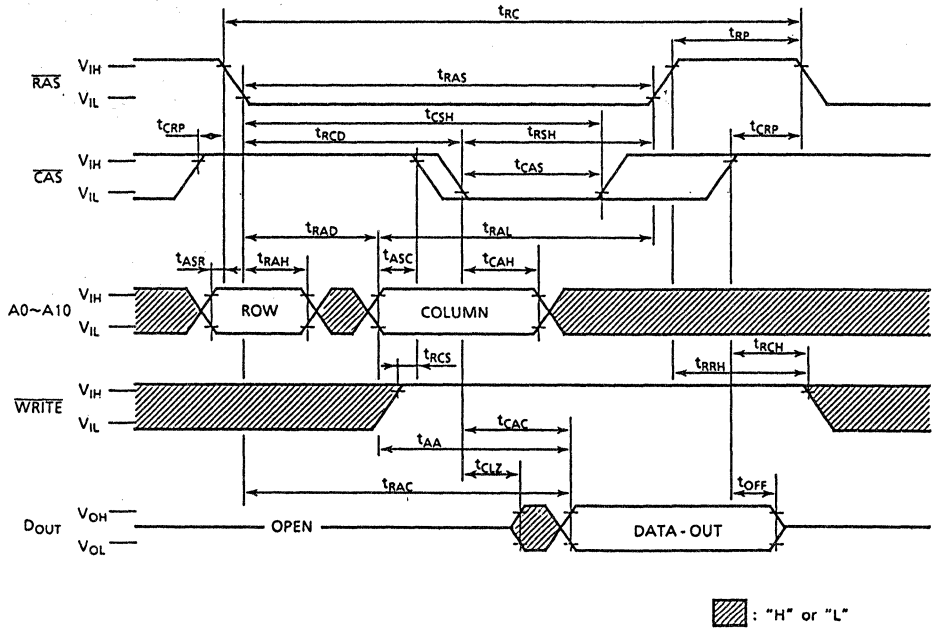 tRC
tRP
RAS
VIH
VIL
tRAS
tCSH
tCRP
tRCD
tRSH
tCRP
CAS
VIH
VIL
tCAS
tRAD
tRAL
tASR
tRAH
tASC
tCAH
A0~A10
VIH
VIL
ROW
COLUMN
tRCS
tRCH
tRRH
WRITE
VIH
VIL
tCAC
tAA
tCLZ
tRAC
tOFF
DOUT
VOH
VOL
OPEN
DATA-OUT
: "H" or "L"